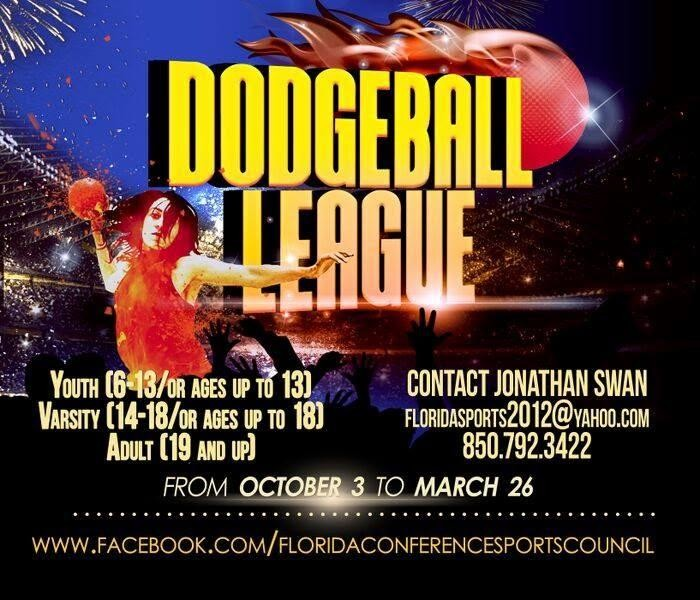 DODGEBALL
LEAGUE
YOUTH (6-13/OR AGES UP TO 13)
VARSITY (14-18/OR AGES UP TO 18)
ADULT (19 AND UP)
CONTACT JONATHAN SWAN
FLORIDASPORTS2012@YAHOO.COM
850.792.3422
FROM OCTOBER 3 TO MARCH 26
WWW.FACEBOOK.COM/FLORIDACONFERENCESPORTSCOUNCIL